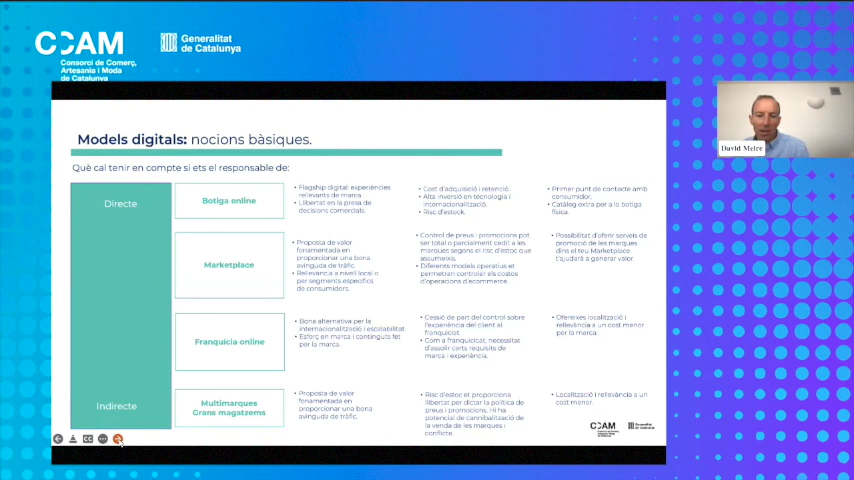 CCAM
Consorci de Comerç,
Artesania i Moda
de Catalunya
Generalitat
de Catalunya
David Meire
Models digitals: nocions bàsiques.
Què cal tenir en compte si ets el responsable de:
Directe
Botiga online
• Flagship digital: experiències
rellevants de marca
• Llibertat en la presa de
decisions comercials.
• Cost d'adquisició i retenció.
• Alta inversió en tecnologia i
internacionalització.
• Risc d'estock.
• Primer punt de contacte amb
consumidor.
• Catàleg extra per a la botiga
física.
Marketplace
• Proposta de valor
fonamentada en
proporcionar una bona
avinguda de tràfic.
• Rellevància a nivell local o
per segments específics
de consumidors.
• Control de preus i promocions pot
ser total o parcialment cedit a les
marques segons el risc d'estoc que
assumeixis.
• Diferents models operatius et
permetran controlar els costos
d'operacions d'ecommerce.
• Possibilitat d'oferir serveis de
promoció de les marques
dins el teu Marketplace
t'ajudarà a generar valor
Franquícia online
• Bona alternativa per la
internacionalització i escalabilitat.
• Esforç en marca i continguts fet
per la marca.
• Cessió de part del control sobre
l'experiència del client al
franquiciat.
• Com a franquiciat, necessitat
d'assolir certs requisits de
marca i experiència.
• Ofereixes localització i
rellevància a un cost menor
per la marca.
Indirecte
Multimarques
Grans magatzems
• Proposta de valor
fonamentada en
proporcionar una bona
avinguda de tràfic.
• Risc d'estoc et proporciona
llibertat per dictar la política de
preus i promocions. Hi ha
potencial de cannibalització de
la venda de les marques i
conflicte.
• Localització i rellevància a un
cost menor.
CCAM
Generalitat
de Catalunya
CC